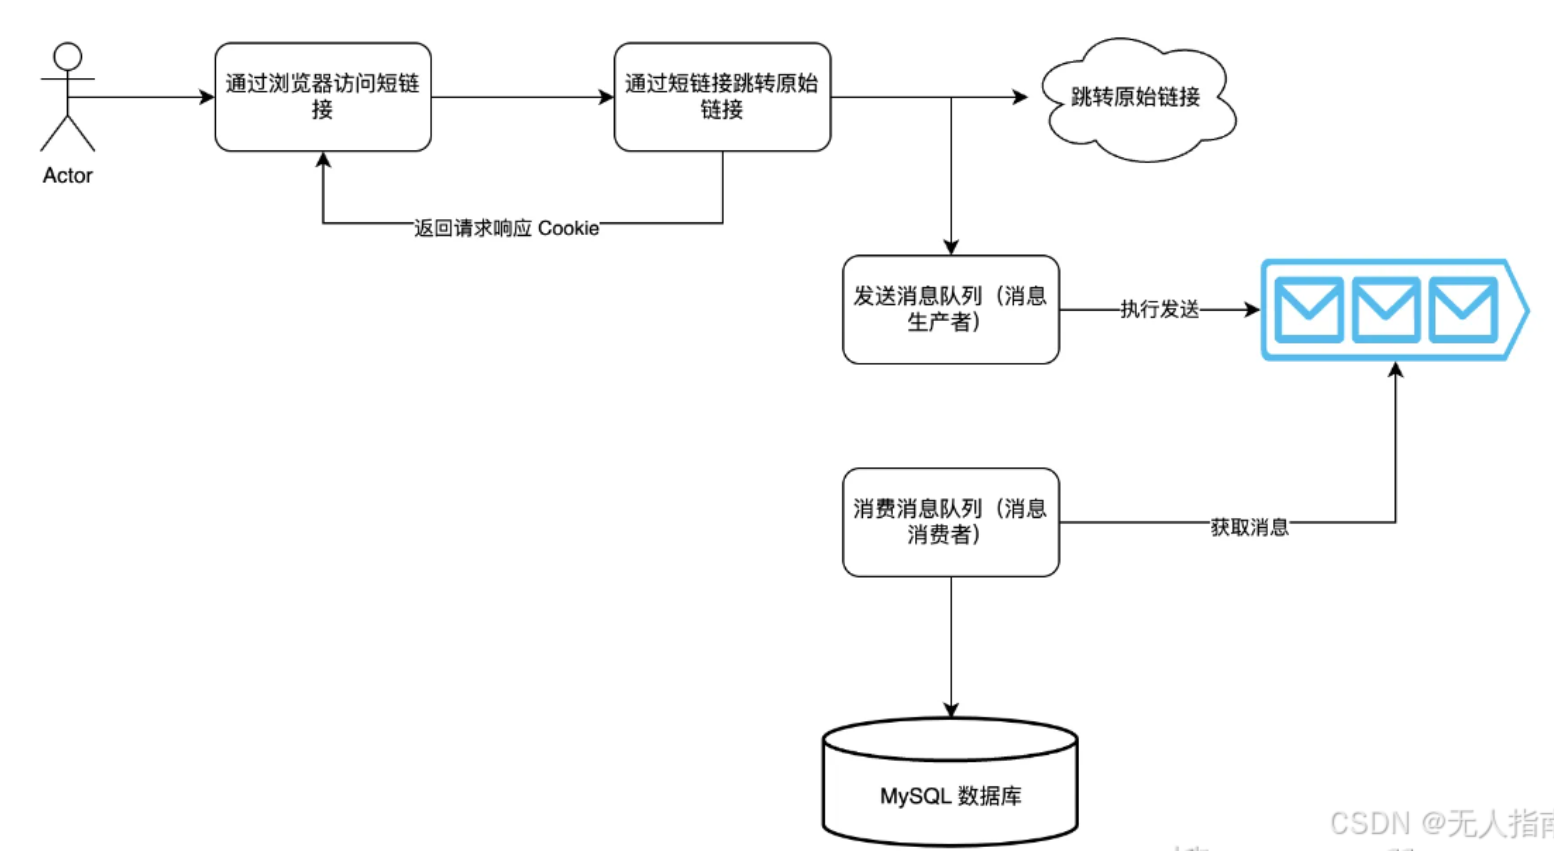 通过浏览器访问短链
接
通过短链接跳转原始
链接
跳转原始链接
Actor
返回请求响应 Cookie
发送消息队列（消息
生产者）
执行发送
消费消息队列（消息
消费者）
获取消息
MySQL 数据库
CSDN @无人指